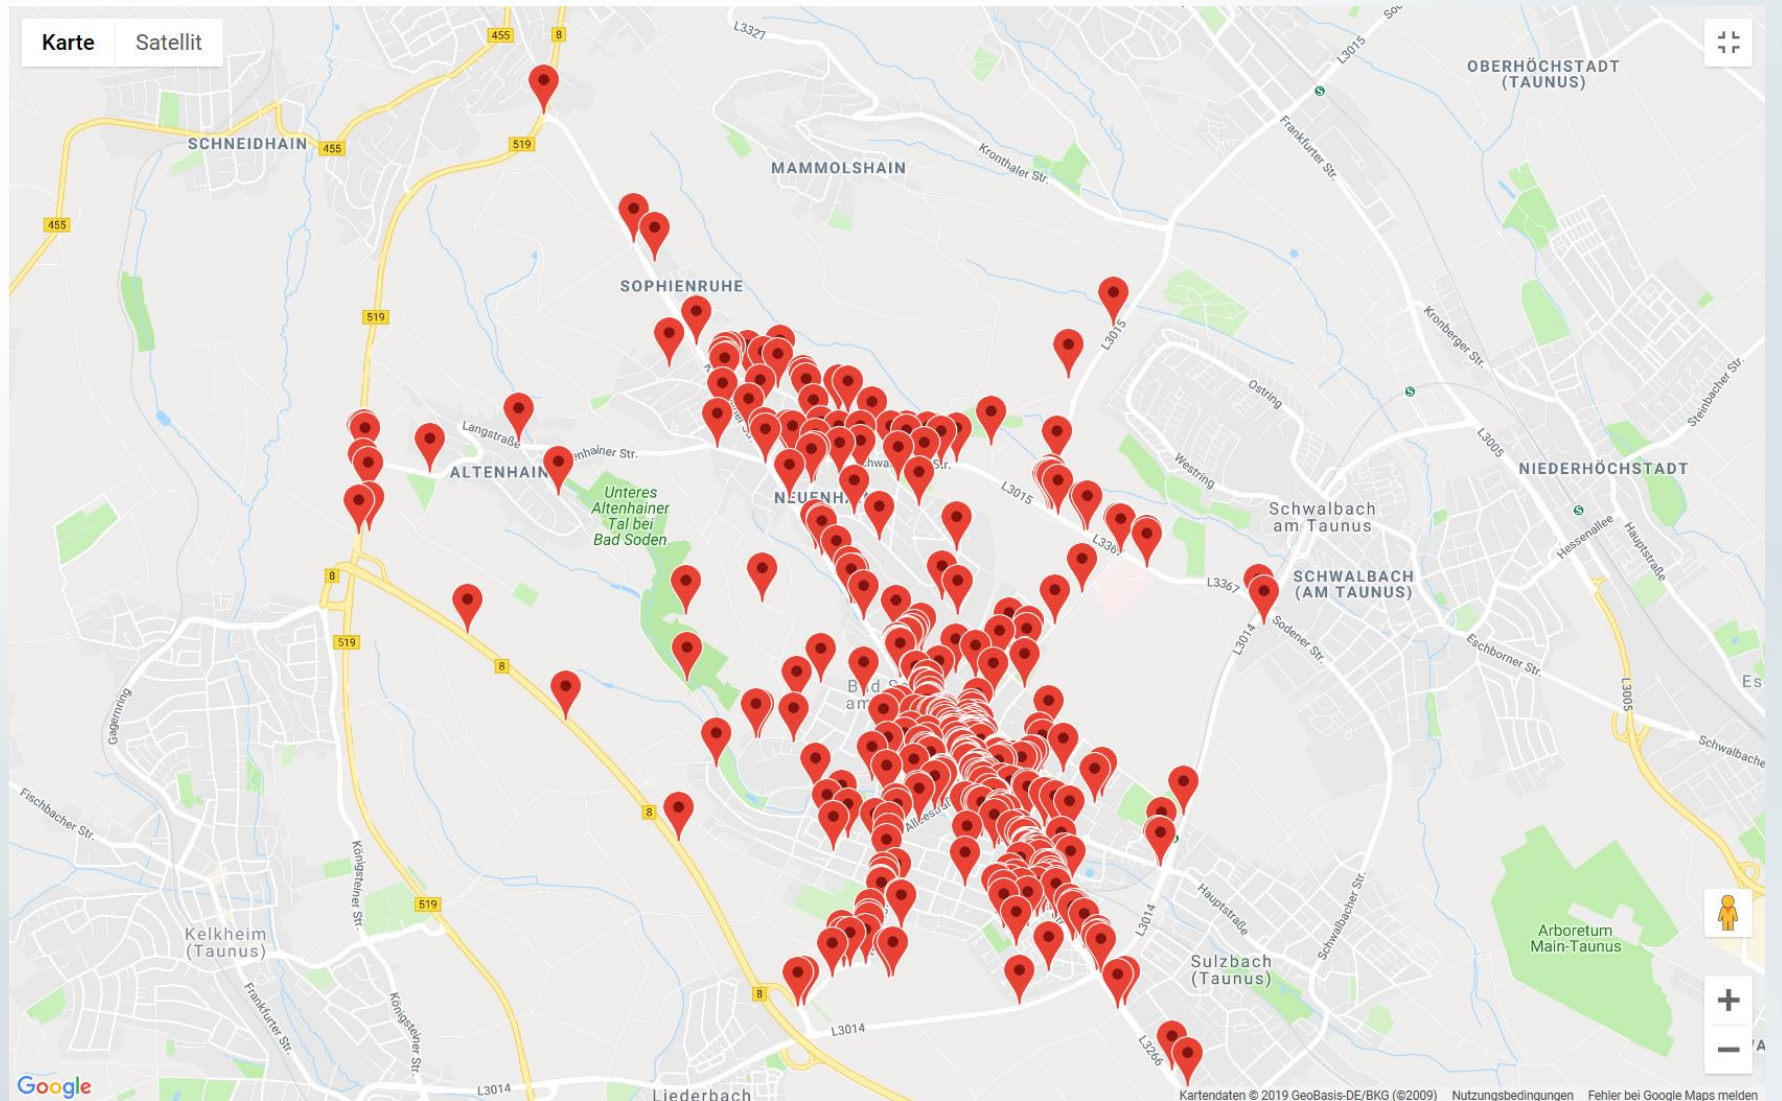 Karte
Satellit
455
8
L3321
L3015
OBERHÖCHSTADT
(TAUNUS)
SCHNEIDHAIN
455
519
MAMMOLSHAIN
Kronthaler Str.
Frankfurter Str.
455
SOPHIENRUHE
519
L3015
Kronberger Str.
Ostring
Steinbacher Str.
Langstraße
ALTENHAIN
Westring
L3005
NIEDERHÖCHSTADT
L3015
Unteres
Altenhainer
Tal bei
Bad Soden
Schwalbach
am Taunus
Hessenallee
Hauptstraße
8
L3367
SCHWALBACH
(AM TAUNUS)
519
8
L3014
Sodener Str.
Eschborner Str.
L3005
Gagernring
Schwalbacher
Fischbacher Str.
8
Königsteiner Str.
519
Hauptstraße
L3014
Schwalbacher Str.
Kelkheim
(Taunus)
Arboretum
Main-Taunus
Sulzbach
(Taunus)
Frankfurter Str.
Königsteiner Str.
8
L3014
L3266
Google
L3014
Liederbach
Kartendaten © 2019 GeoBasis-DE/BKG (©2009)
Nutzungsbedingungen
Fehler bei Google Maps melden